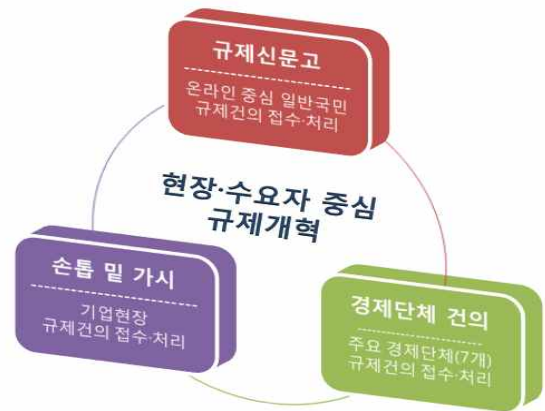 규제신문고
온라인 중심 일반국민
규제건의 접수·처리
현장·수요자 중심
규제개혁
손톱 밑 가시
기업현장
규제건의 접수·처리
경제단체 건의
주요 경제단체(7개)
규제건의 접수·처리